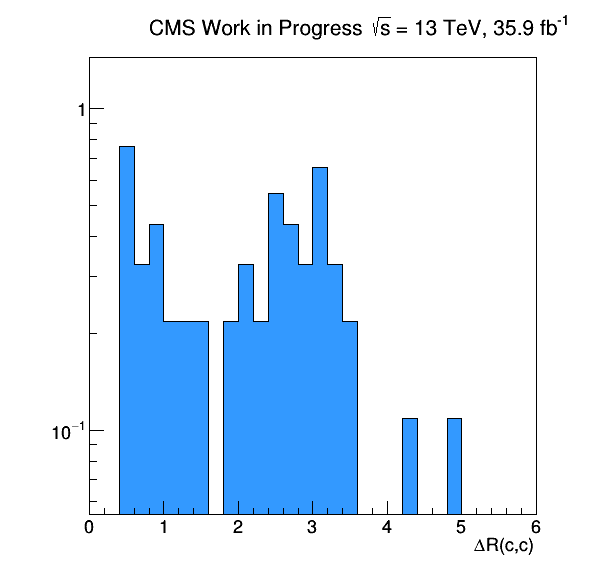 CMS Work in Progress √s = 13 TeV, 35.9 fb⁻¹
1
10⁻¹
0 1 2 3 4 5 6
ΔR(c,c)